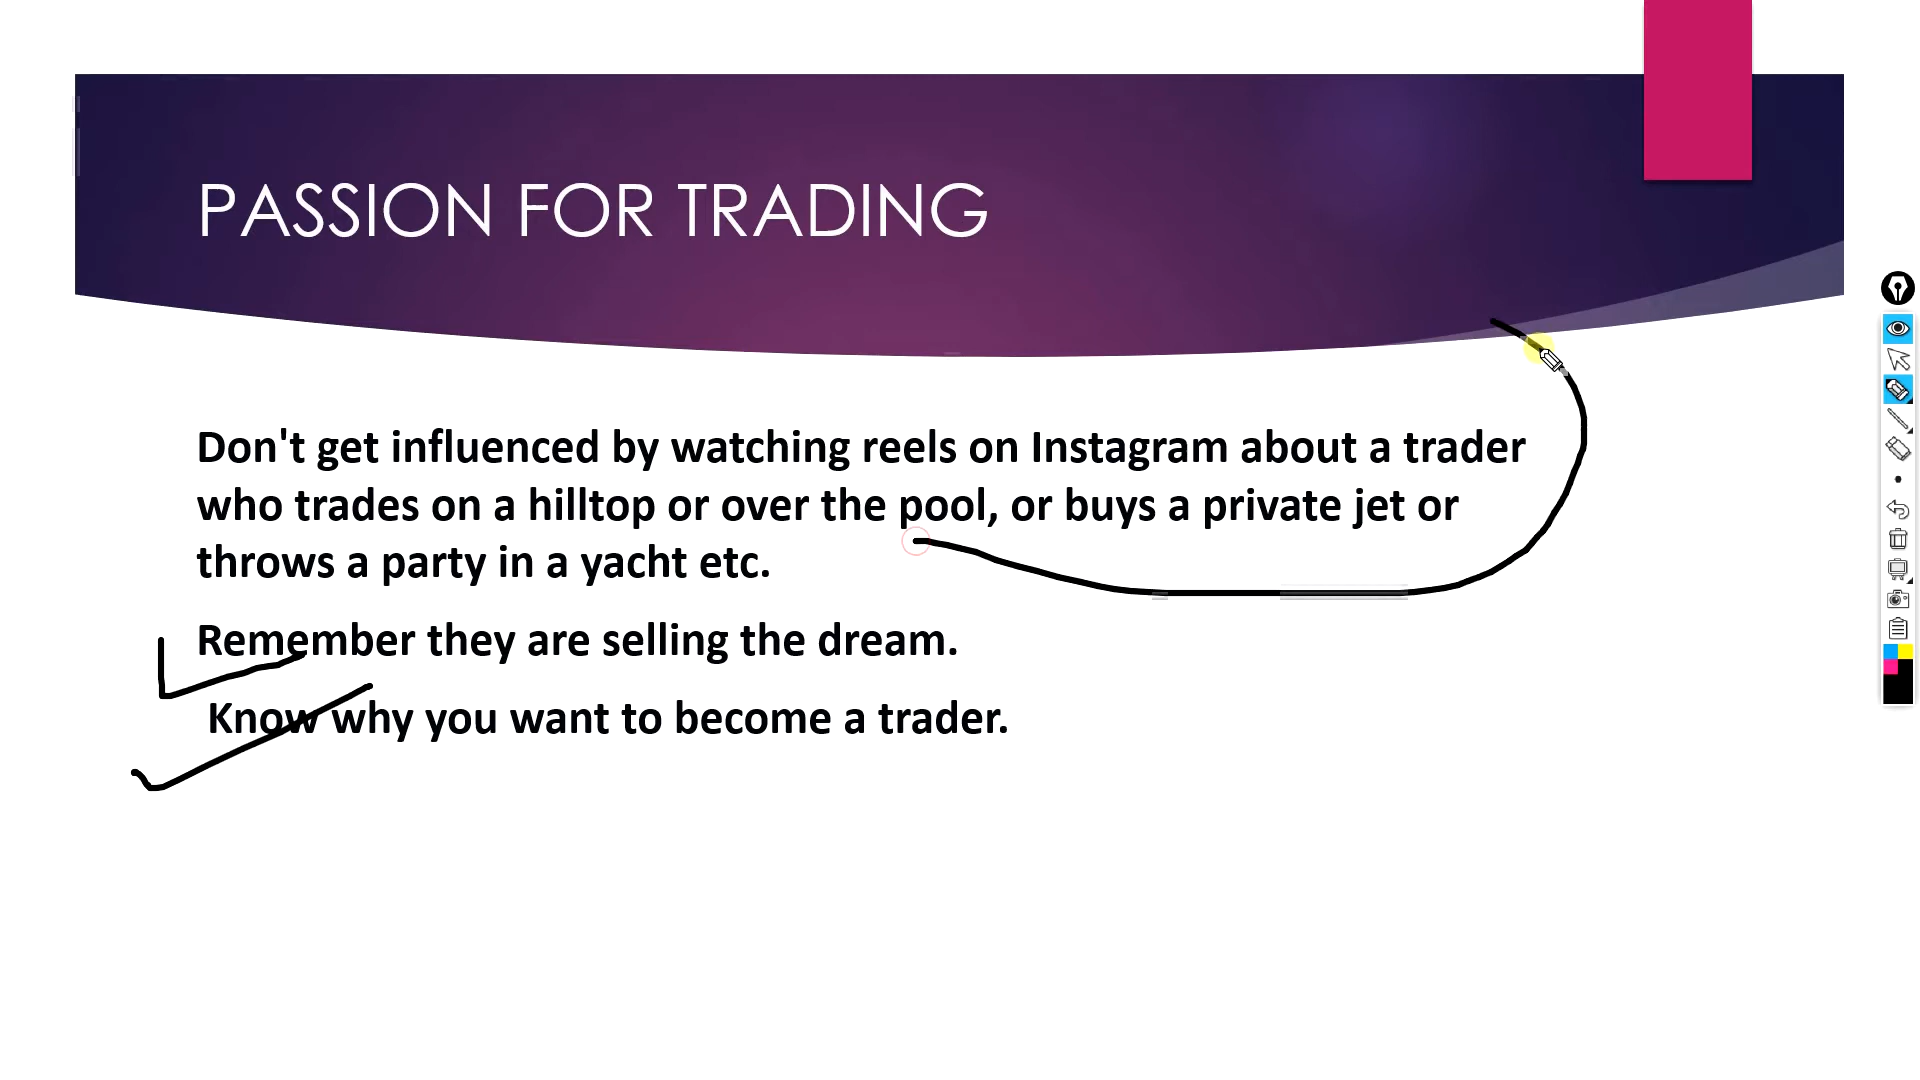 PASSION FOR TRADING
Don't get influenced by watching reels on Instagram about a trader
who trades on a hilltop or over the pool, or buys a private jet or
throws a party in a yacht etc.
Remember they are selling the dream.
Know why you want to become a trader.